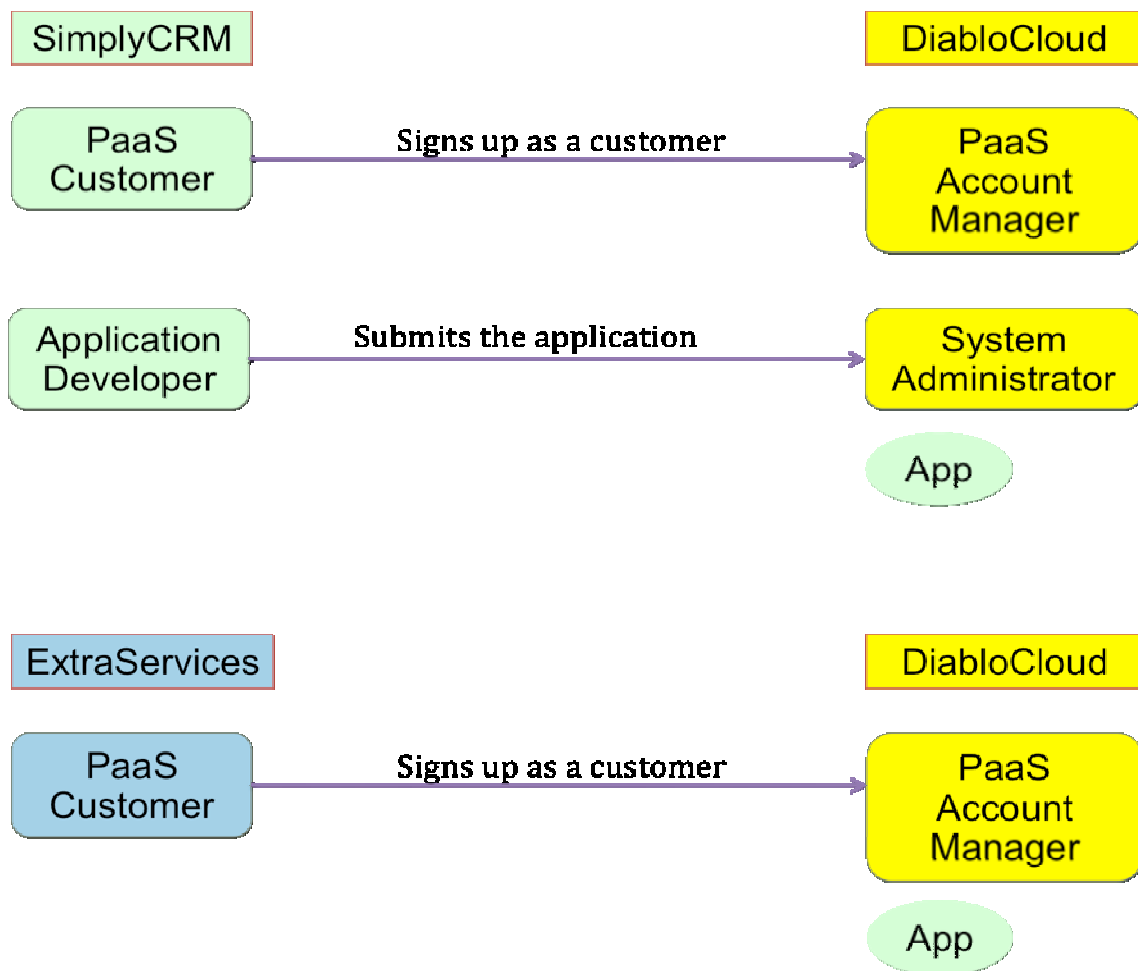 SimplyCRM
DiabloCloud
PaaS
Customer
Signs up as a customer
PaaS
Account
Manager
Application
Developer
Submits the application
System
Administrator
App
ExtraServices
DiabloCloud
PaaS
Customer
Signs up as a customer
PaaS
Account
Manager
App